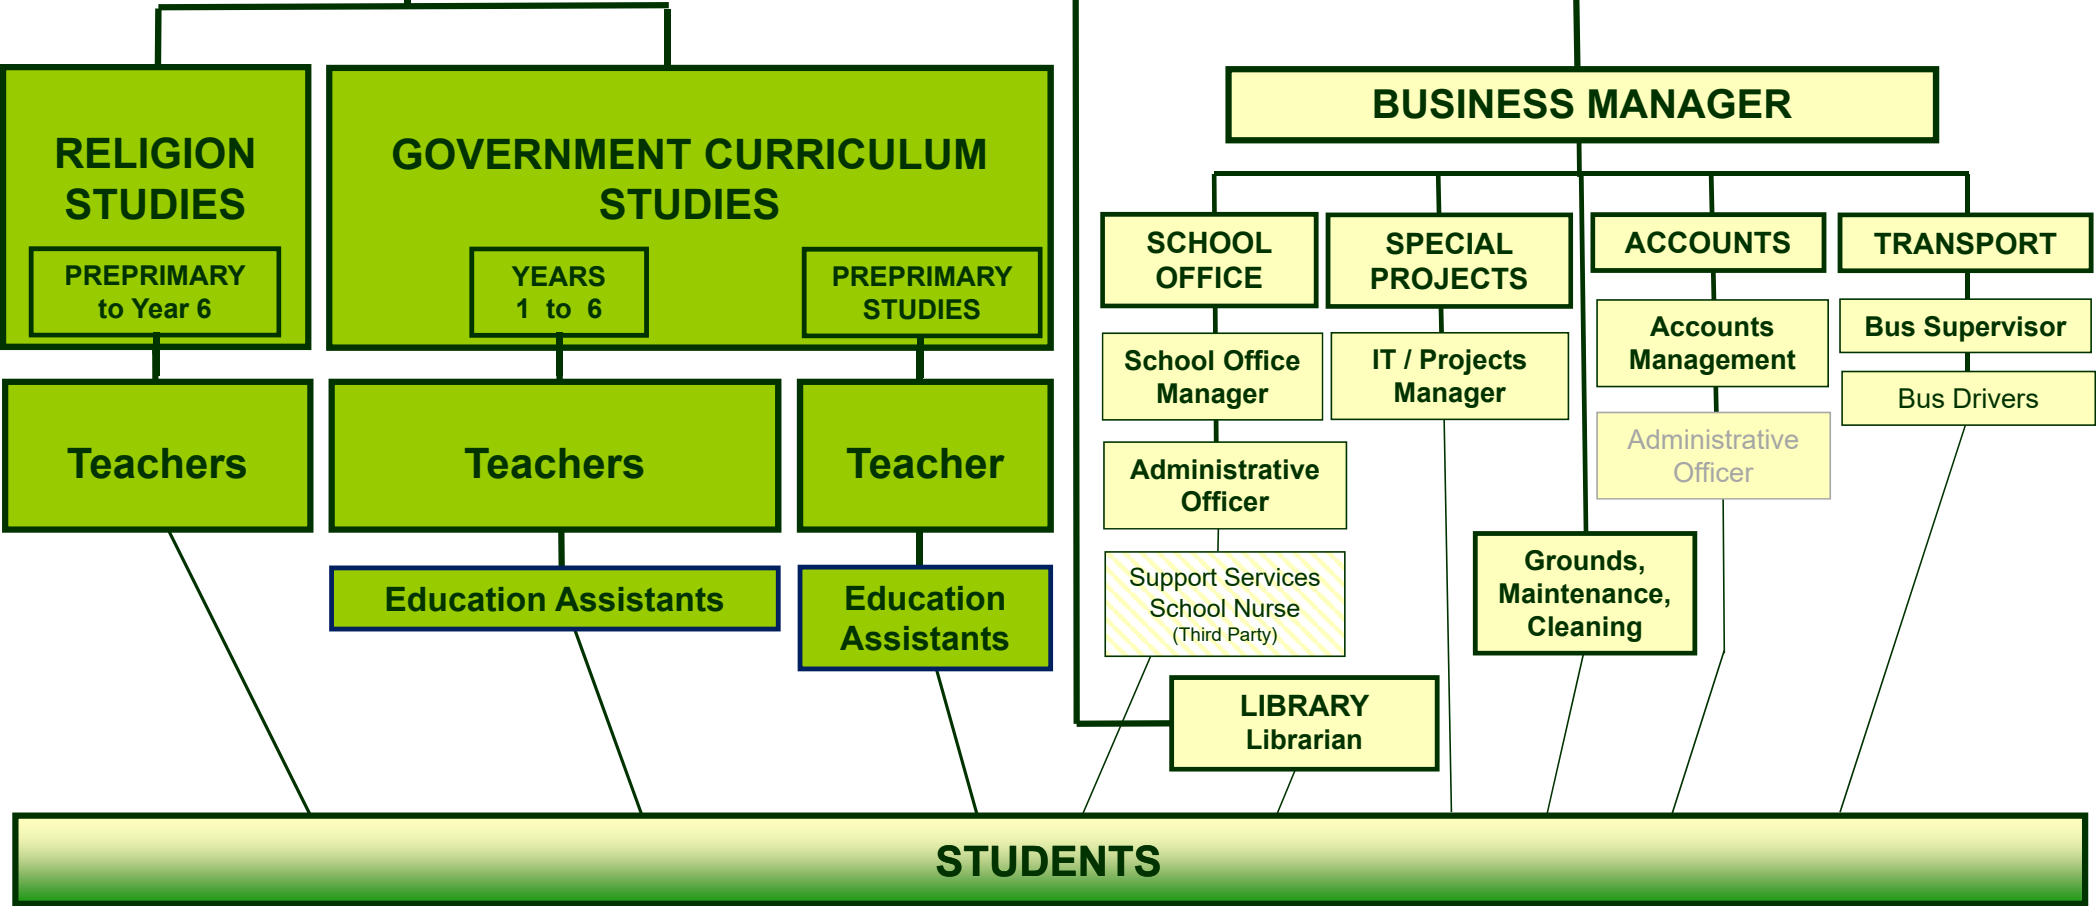 RELIGION
STUDIES
PREPRIMARY
to Year 6
Teachers
GOVERNMENT CURRICULUM
STUDIES
YEARS
1 to 6
Teachers
Education Assistants
PREPRIMARY
STUDIES
Teacher
Education
Assistants
BUSINESS MANAGER
SCHOOL
OFFICE
School Office
Manager
Administrative
Officer
Support Services
School Nurse
(Third Party)
SPECIAL
PROJECTS
IT / Projects
Manager
Grounds,
Maintenance,
Cleaning
ACCOUNTS
Accounts
Management
Administrative
Officer
TRANSPORT
Bus Supervisor
Bus Drivers
LIBRARY
Librarian
STUDENTS